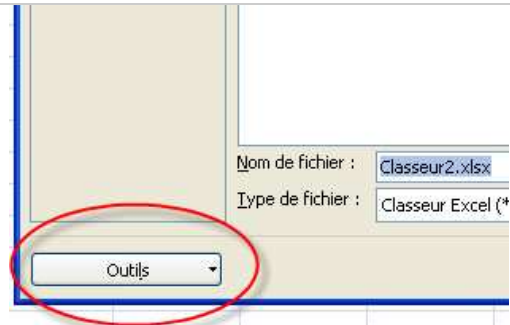 Nom de fichier : Classeur2.xlsx
Type de fichier : Classeur Excel (*
Outils